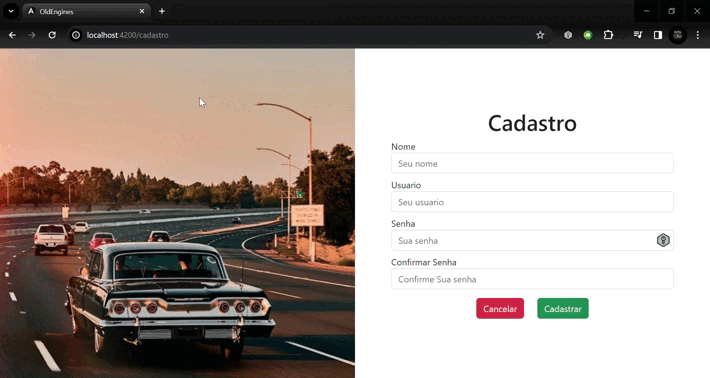 OldEngines
localhost:4200/cadastro
Cadastro
Nome
Seu nome
Usuario
Seu usuario
Senha
Sua senha
Confirmar Senha
Confirme Sua senha
Cancelar
Cadastrar